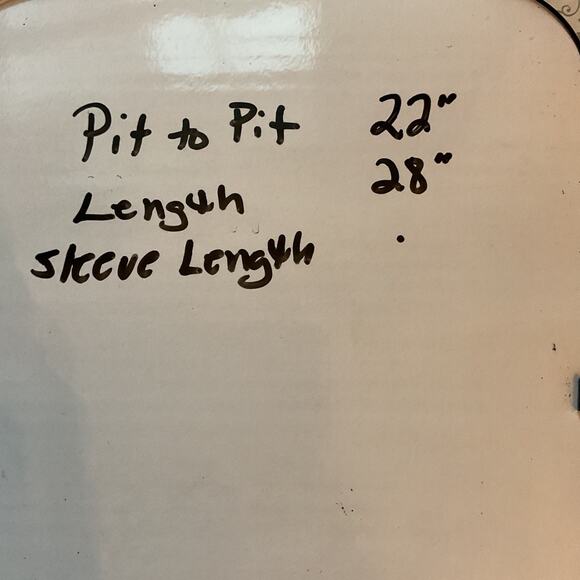 Pit to Pit 22"
Length 28"
Sleeve Length .